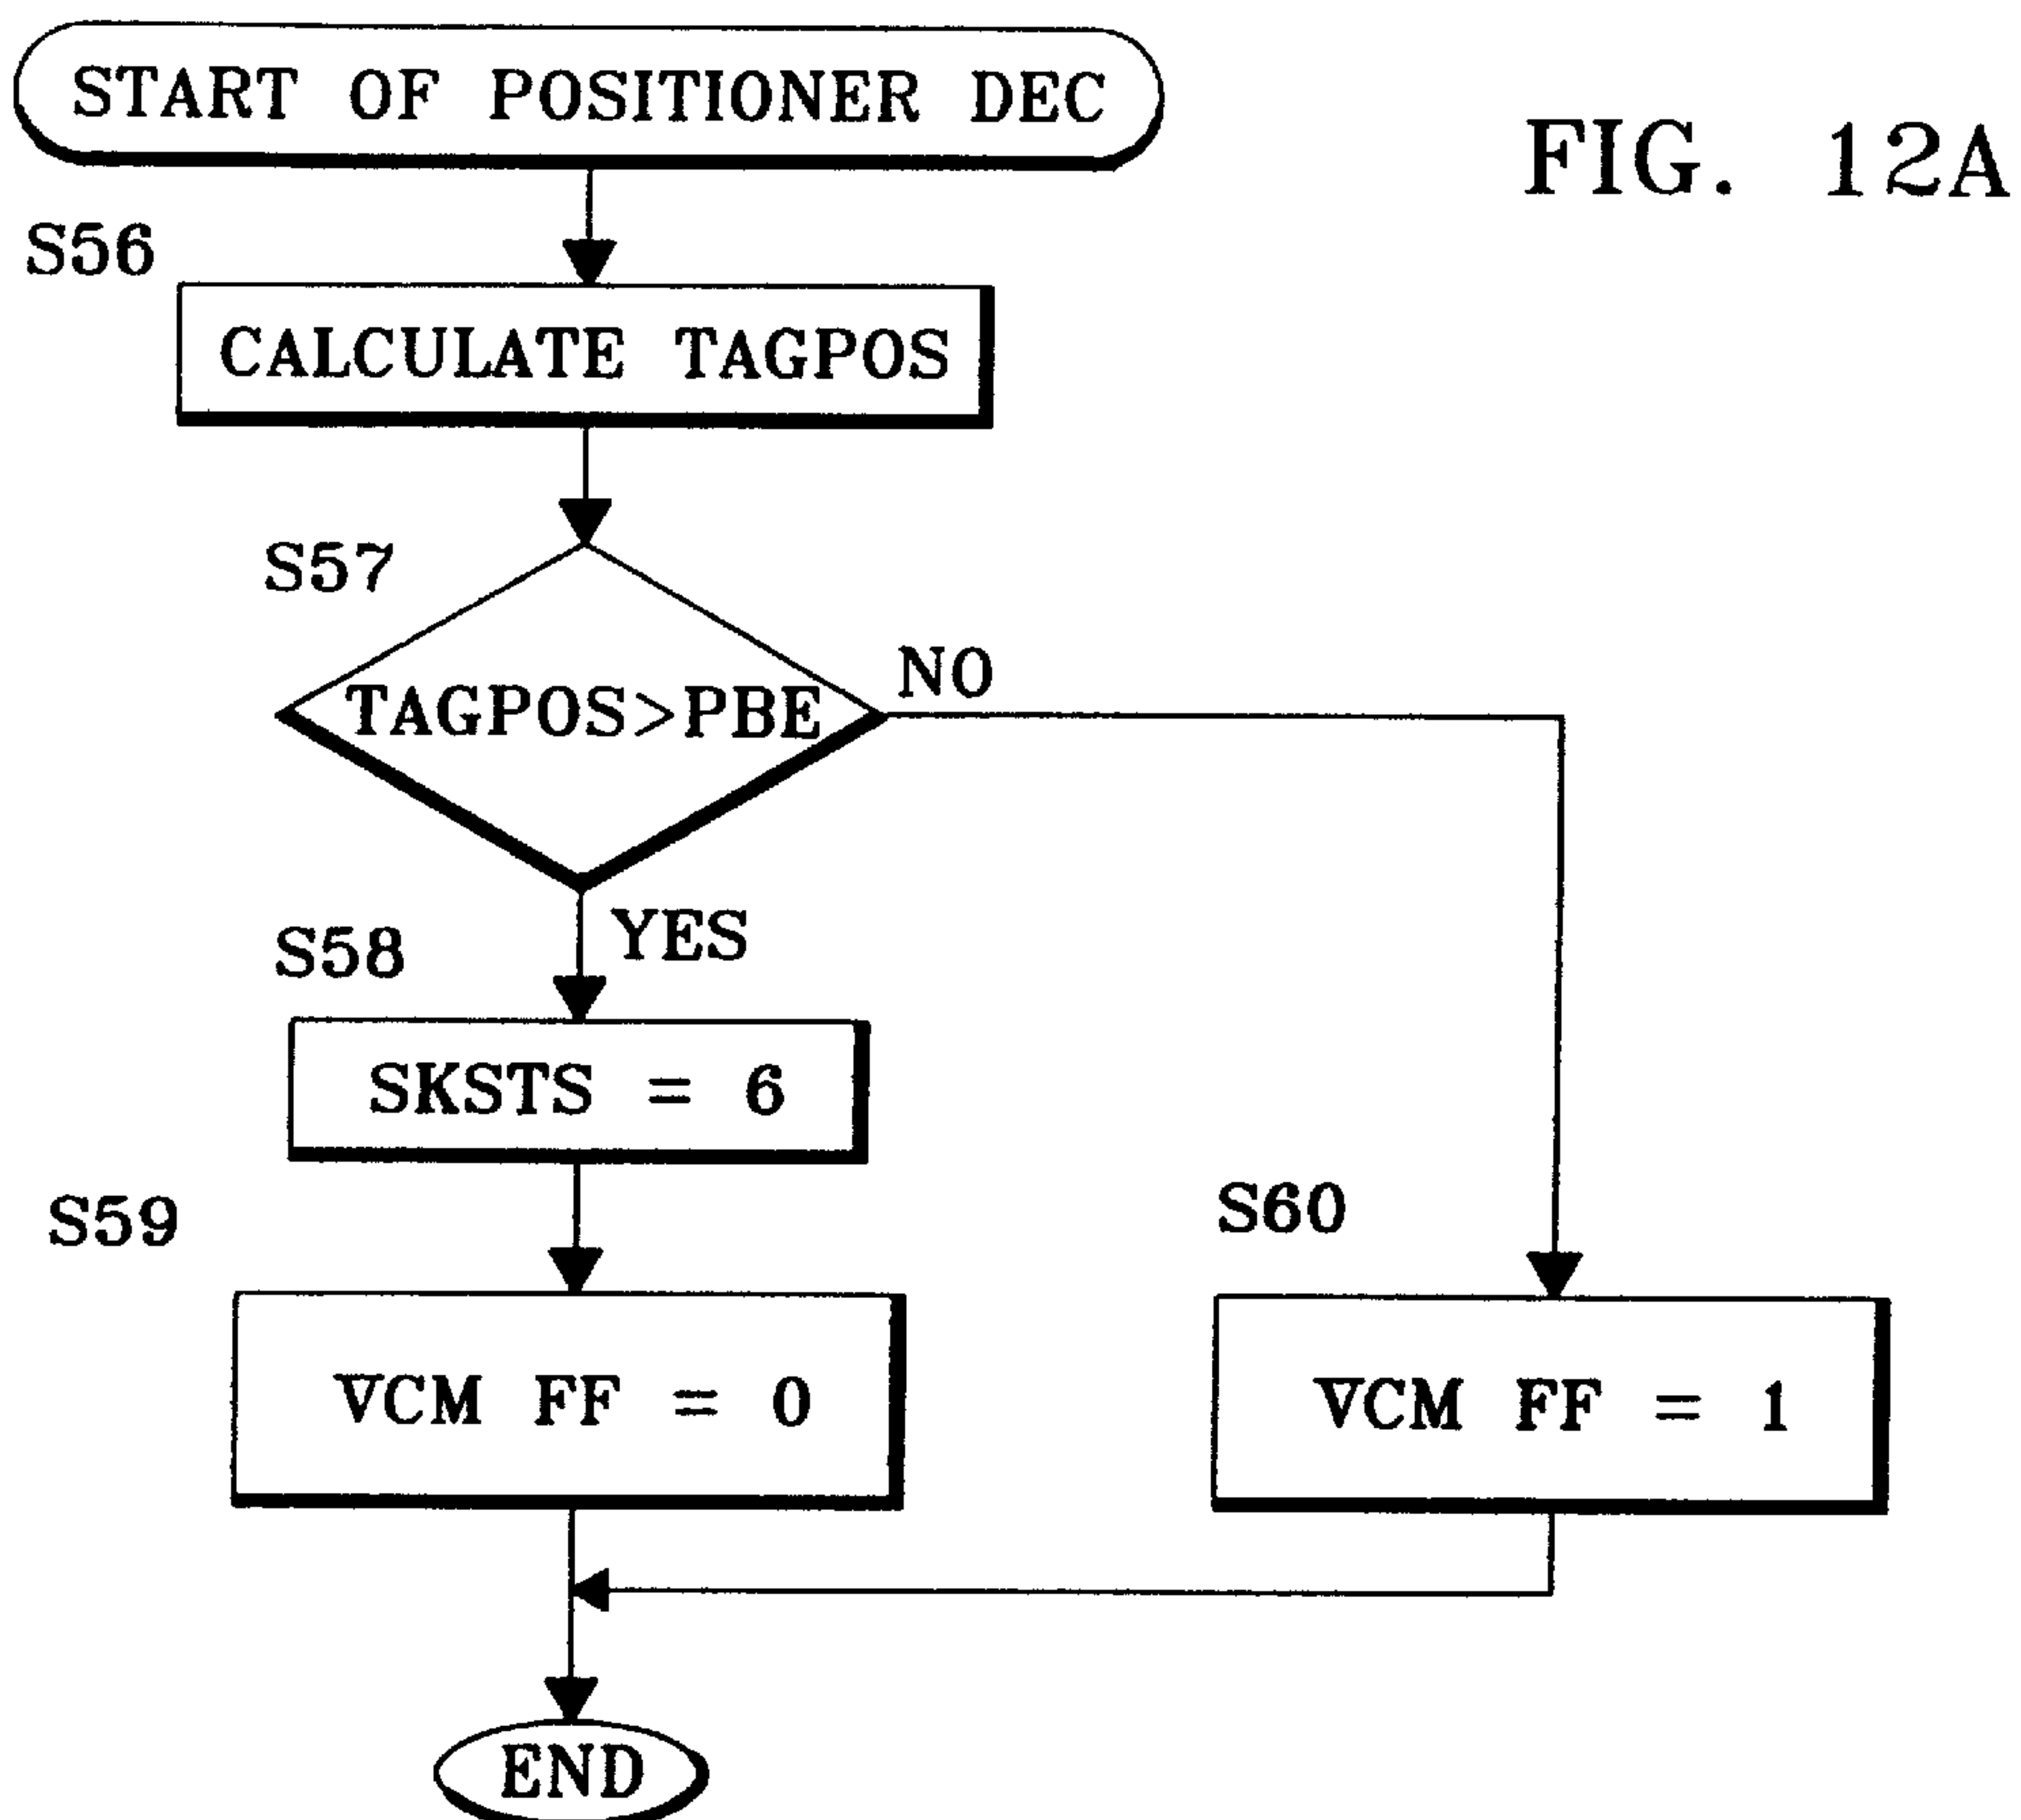 START OF POSITIONER DEC
FIG. 12A
S56
CALCULATE TAGPOS
S57
TAGPOS>PBE
NO
YES
S58
SKSTS = 6
S59
VCM FF = 0
S60
VCM FF = 1
END